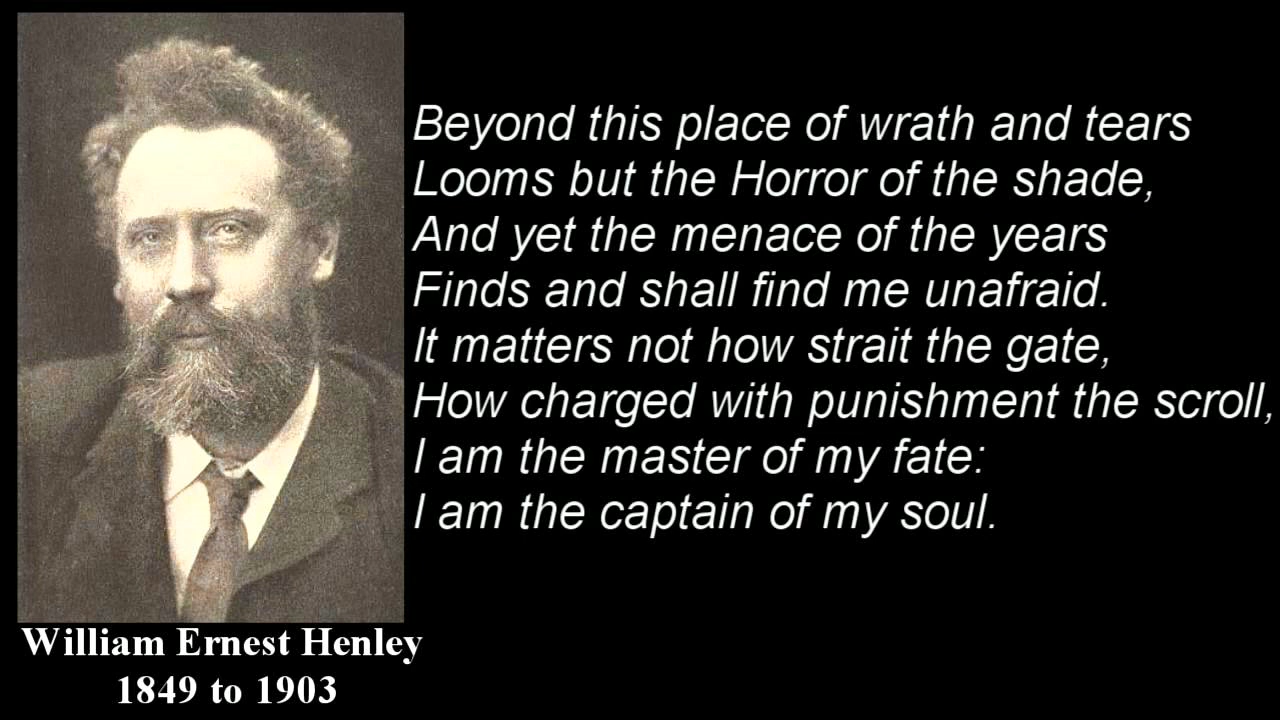 Beyond this place of wrath and tears
Looms but the Horror of the shade,
And yet the menace of the years
Finds and shall find me unafraid.
It matters not how strait the gate,
How charged with punishment the scroll,
I am the master of my fate:
I am the captain of my soul.
William Ernest Henley
1849 to 1903